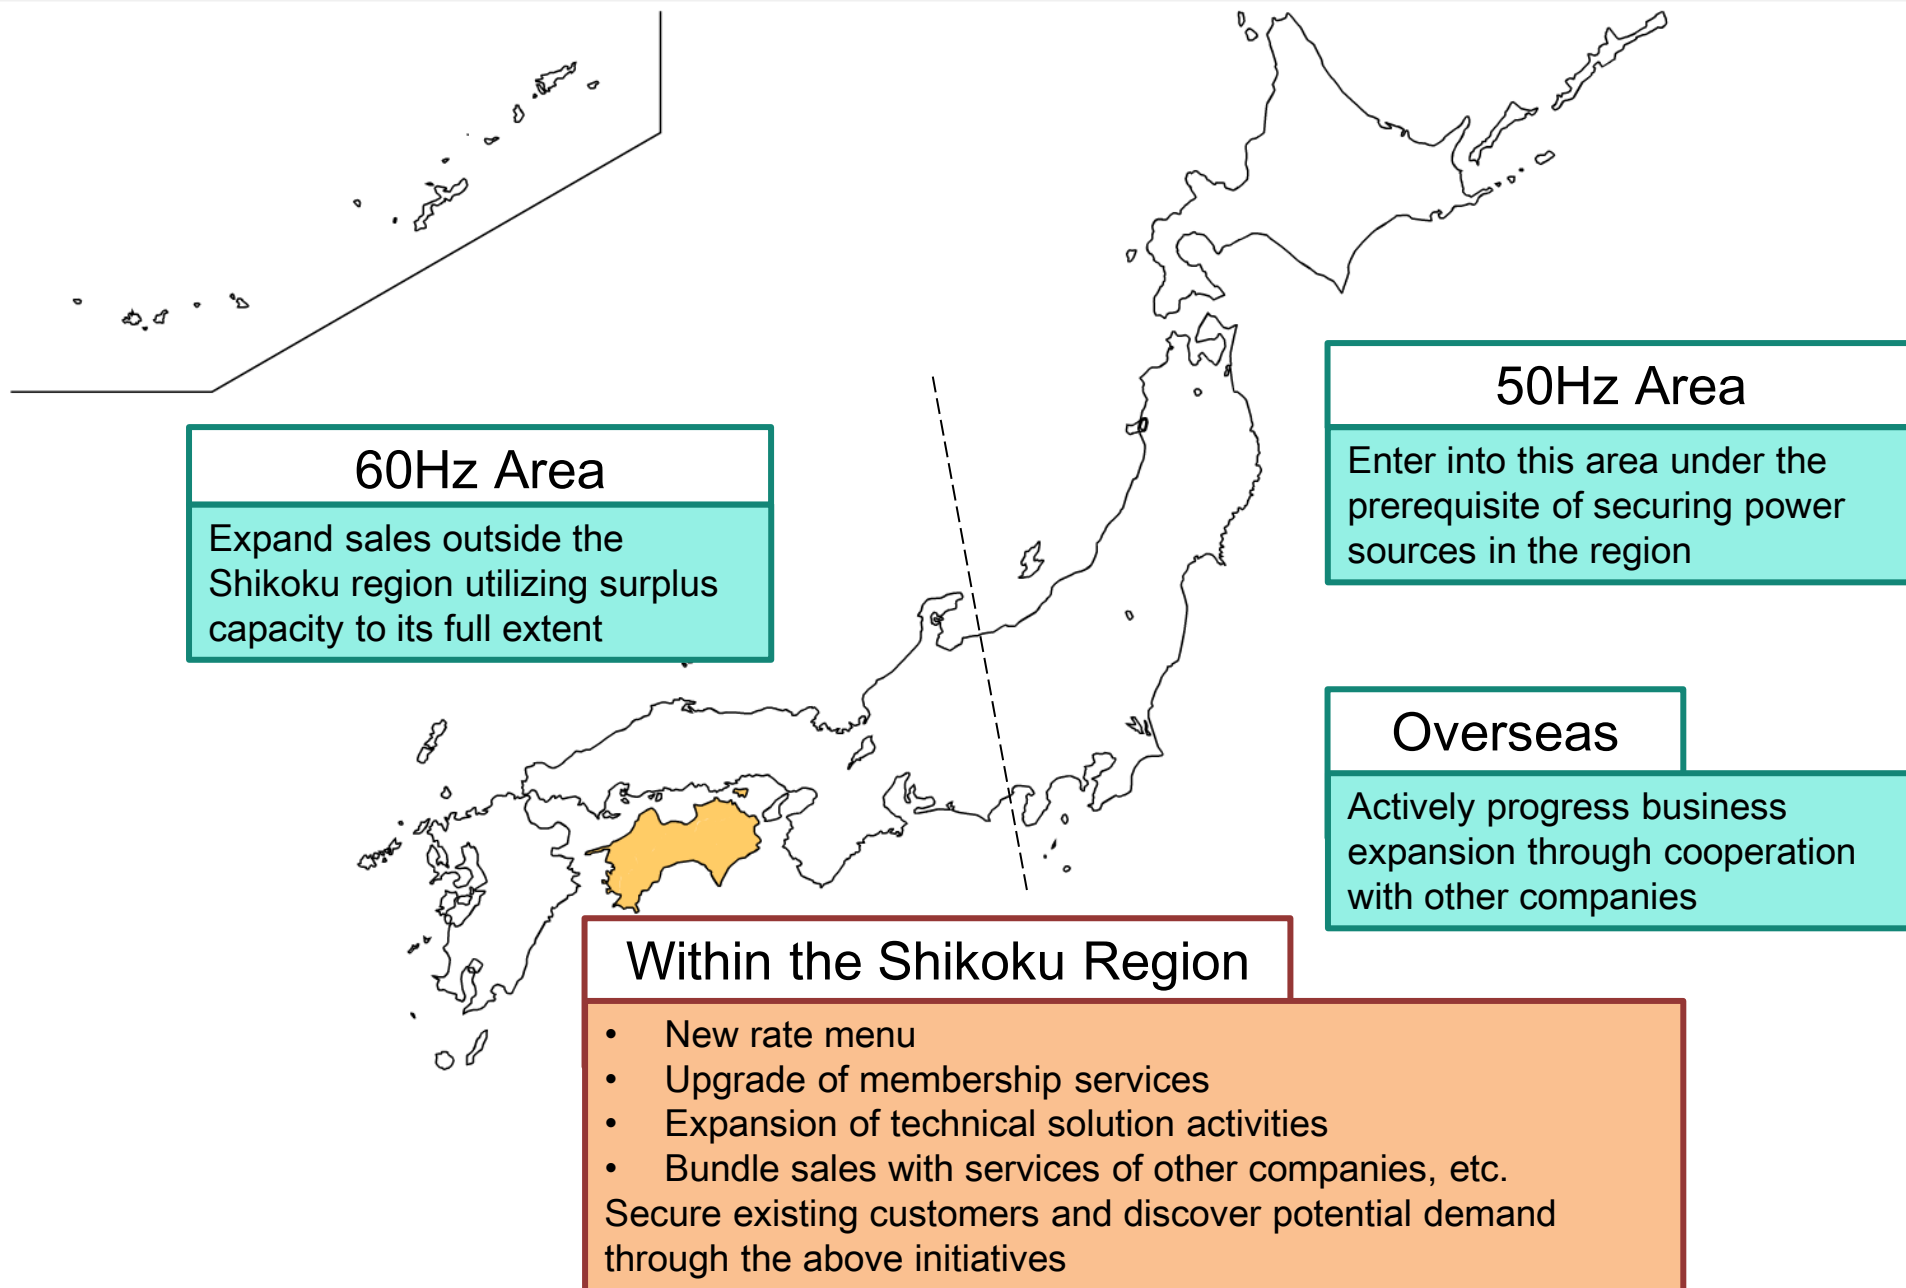 60Hz Area
Expand sales outside the
Shikoku region utilizing surplus
capacity to its full extent
50Hz Area
Enter into this area under the
prerequisite of securing power
sources in the region
Overseas
Actively progress business
expansion through cooperation
with other companies
Within the Shikoku Region
• New rate menu
• Upgrade of membership services
• Expansion of technical solution activities
• Bundle sales with services of other companies, etc.
Secure existing customers and discover potential demand
through the above initiatives